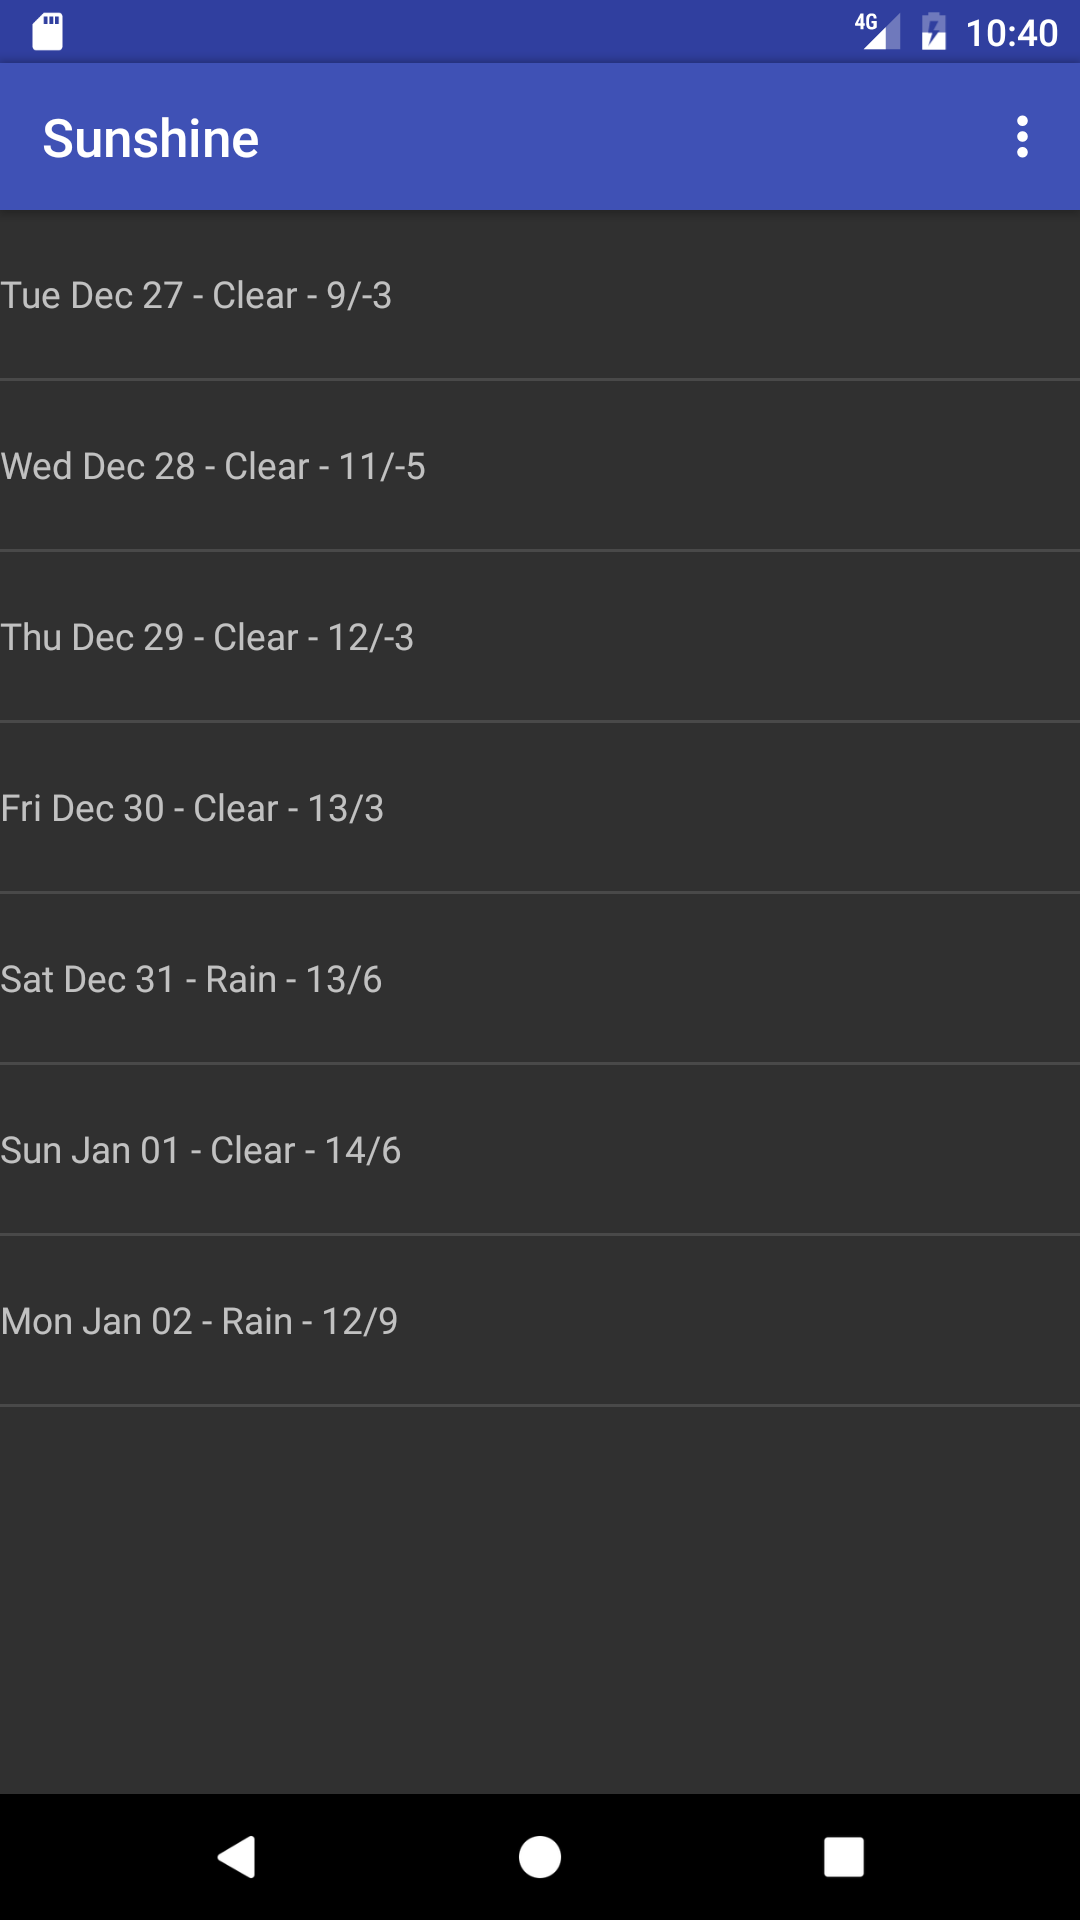 4G 10:40
Sunshine
Tue Dec 27 - Clear - 9/-3
Wed Dec 28 - Clear - 11/-5
Thu Dec 29 - Clear - 12/-3
Fri Dec 30 - Clear - 13/3
Sat Dec 31 - Rain - 13/6
Sun Jan 01 - Clear - 14/6
Mon Jan 02 - Rain - 12/9